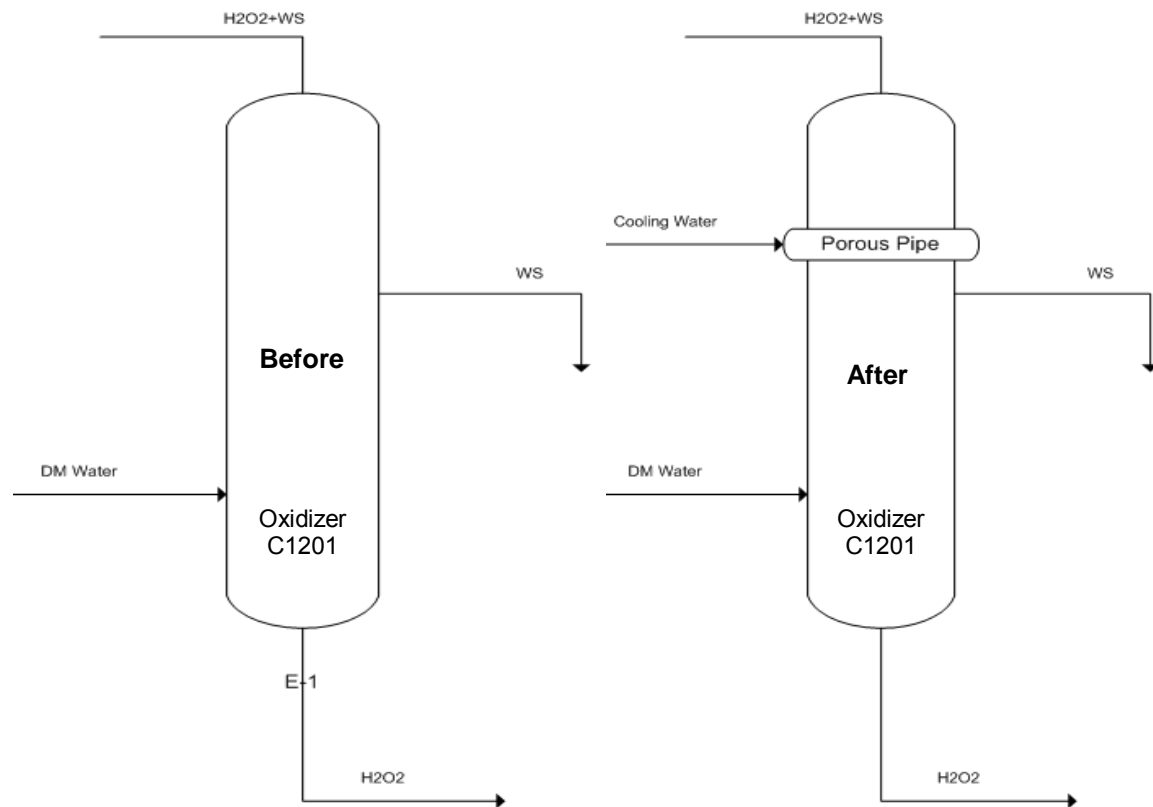 H2O2+WS
WS
Before
DM Water
Oxidizer
C1201
E-1
H2O2
H2O2+WS
Cooling Water
Porous Pipe
WS
After
DM Water
Oxidizer
C1201
H2O2